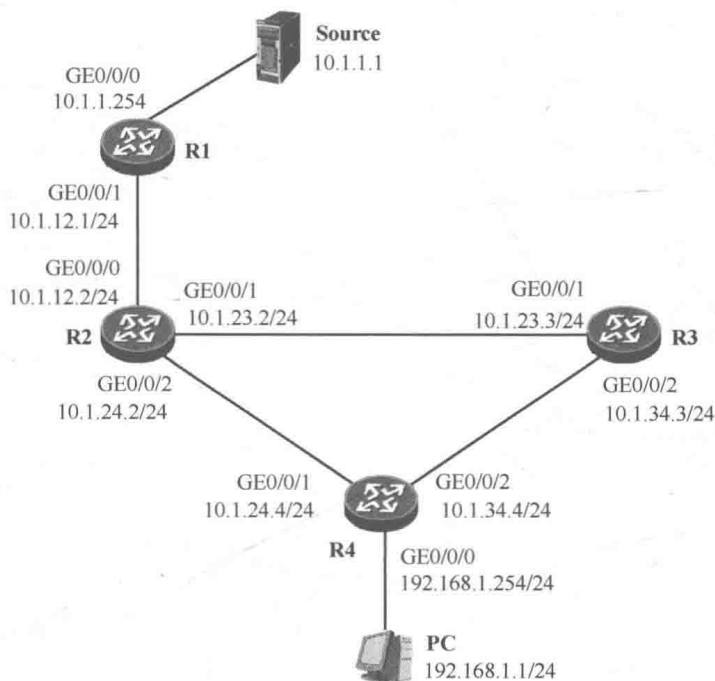 Source
10.1.1.1
GE0/0/0
10.1.1.254
R1
GE0/0/1
10.1.12.1/24
GE0/0/0
10.1.12.2/24
GE0/0/1
10.1.23.2/24
GE0/0/1
10.1.23.3/24
R2
R3
GE0/0/2
10.1.24.2/24
GE0/0/2
10.1.34.3/24
GE0/0/1
10.1.24.4/24
GE0/0/2
10.1.34.4/24
R4
GE0/0/0
192.168.1.254/24
PC
192.168.1.1/24